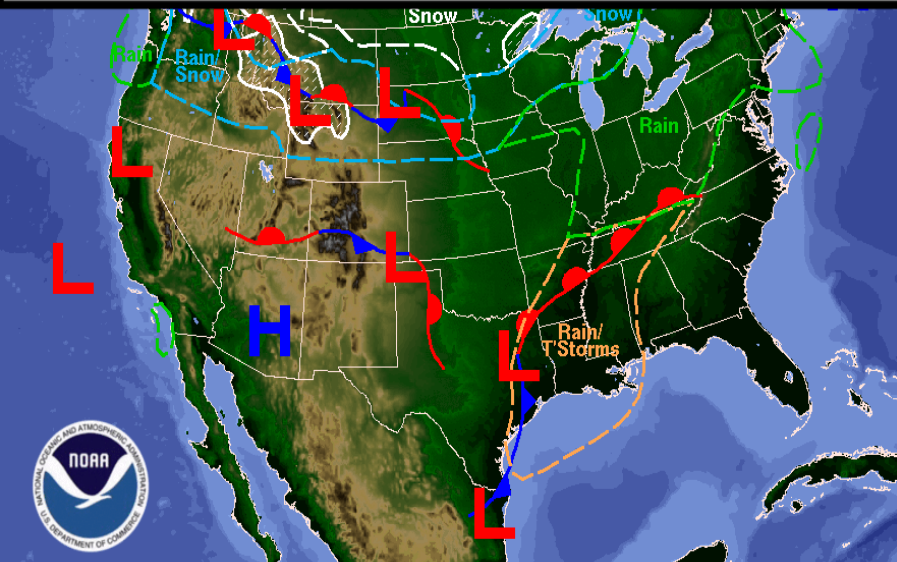 Snow
Snow
Rain
Rain/
Snow
L
L
L
Rain
L
L
L
H
Rain/
T'Storms
L
L
NATIONAL OCEANIC AND ATMOSPHERIC ADMINISTRATION
NOAA
U.S. DEPARTMENT OF COMMERCE